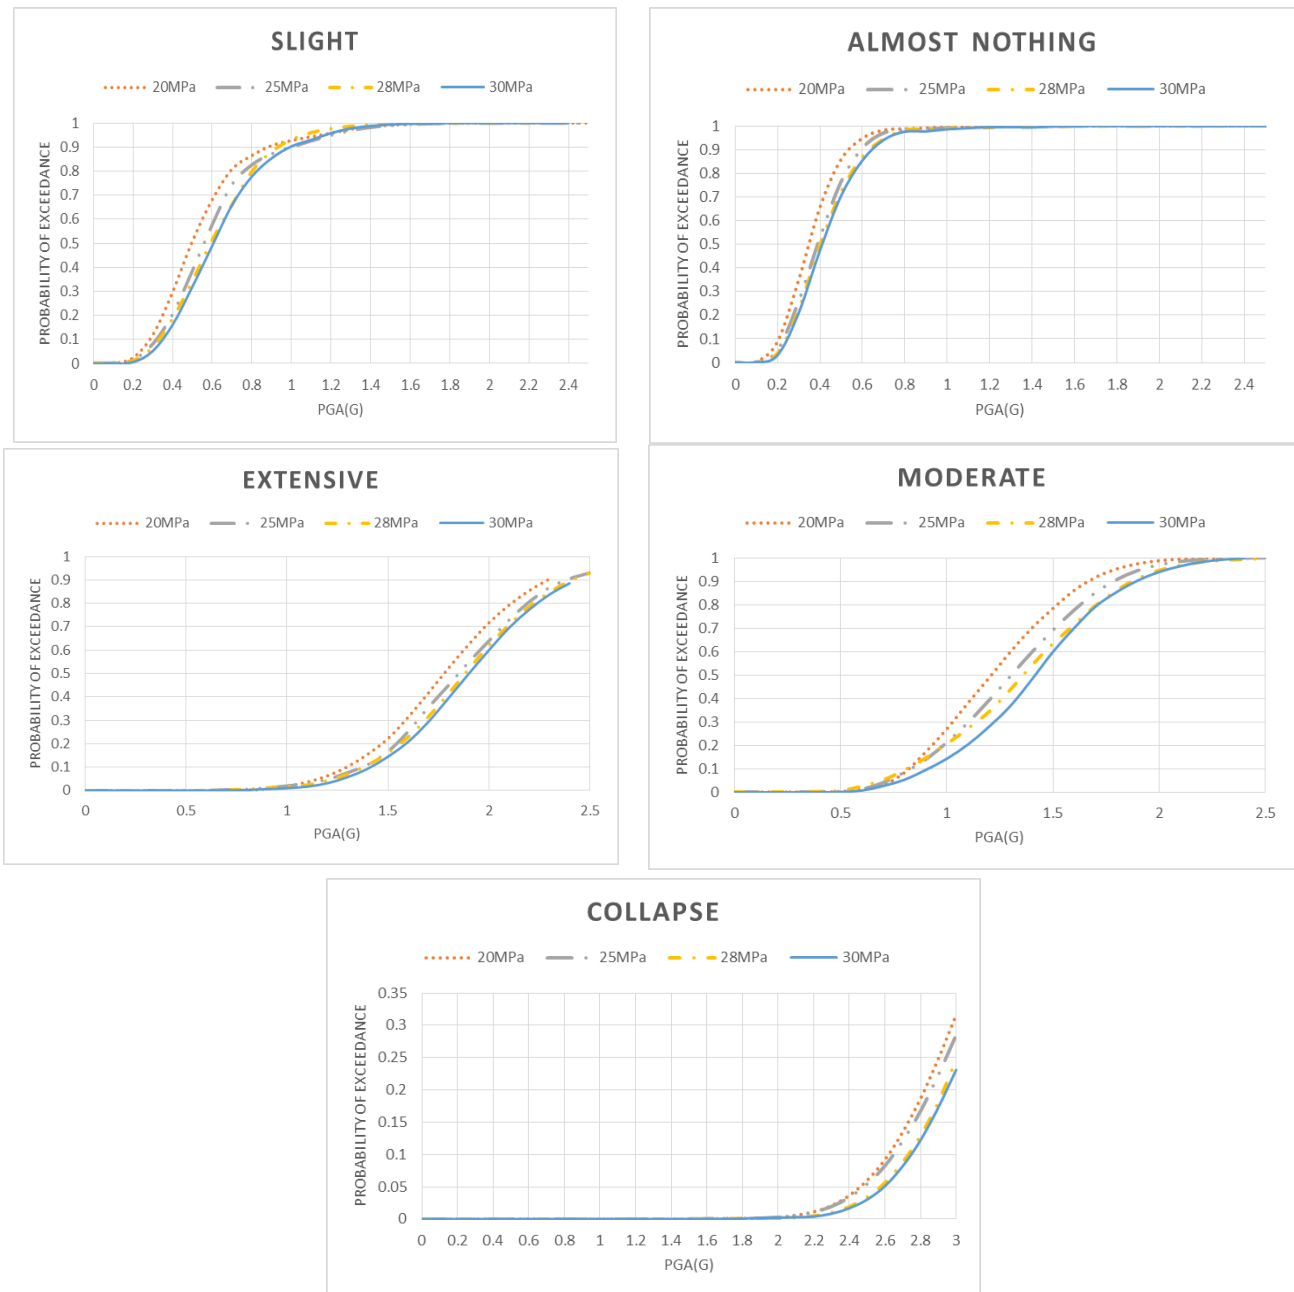 SLIGHT
20MPa 25MPa 28MPa 30MPa
PROBABILITY OF EXCEEDANCE
1
0.9
0.8
0.7
0.6
0.5
0.4
0.3
0.2
0.1
0
0 0.2 0.4 0.6 0.8 1 1.2 1.4 1.6 1.8 2 2.2 2.4
PGA(G)
ALMOST NOTHING
20MPa 25MPa 28MPa 30MPa
PROBABILITY OF EXCEEDANCE
1
0.9
0.8
0.7
0.6
0.5
0.4
0.3
0.2
0.1
0
0 0.2 0.4 0.6 0.8 1 1.2 1.4 1.6 1.8 2 2.2 2.4
PGA(G)
EXTENSIVE
20MPa 25MPa 28MPa 30MPa
PROBABILITY OF EXCEEDANCE
1
0.9
0.8
0.7
0.6
0.5
0.4
0.3
0.2
0.1
0
0 0.5 1 1.5 2 2.5
PGA(G)
MODERATE
20MPa 25MPa 28MPa 30MPa
PROBABILITY OF EXCEEDANCE
1
0.9
0.8
0.7
0.6
0.5
0.4
0.3
0.2
0.1
0
0 0.5 1 1.5 2 2.5
PGA(G)
COLLAPSE
20MPa 25MPa 28MPa 30MPa
PROBABILITY OF EXCEEDANCE
0.35
0.3
0.25
0.2
0.15
0.1
0.05
0
0 0.2 0.4 0.6 0.8 1 1.2 1.4 1.6 1.8 2 2.2 2.4 2.6 2.8 3
PGA(G)